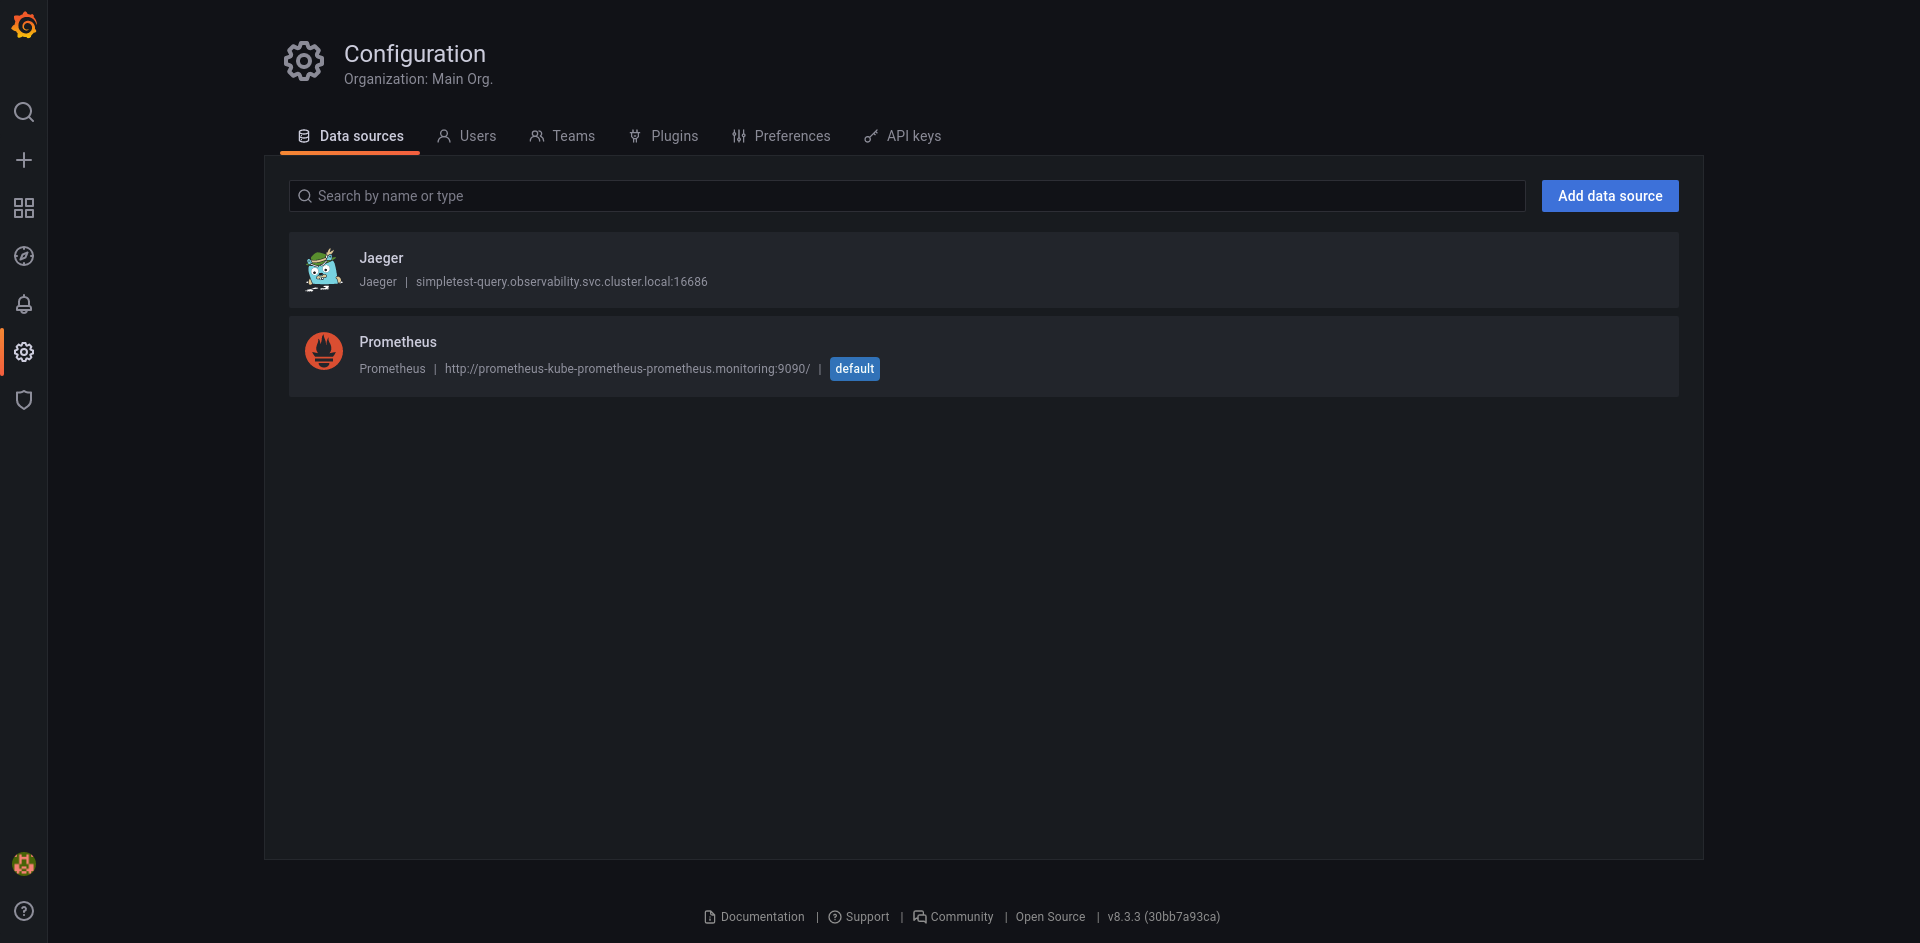 Configuration
Organization: Main Org.
Data sources Users Teams Plugins Preferences API keys
Search by name or type Add data source
Jaeger
Jaeger | simpletest-query.observability.svc.cluster.local:16686
Prometheus
Prometheus | http://prometheus-kube-prometheus-prometheus.monitoring:9090/ | default
Documentation | Support | Community | Open Source | v8.3.3 (30bb7a93ca)